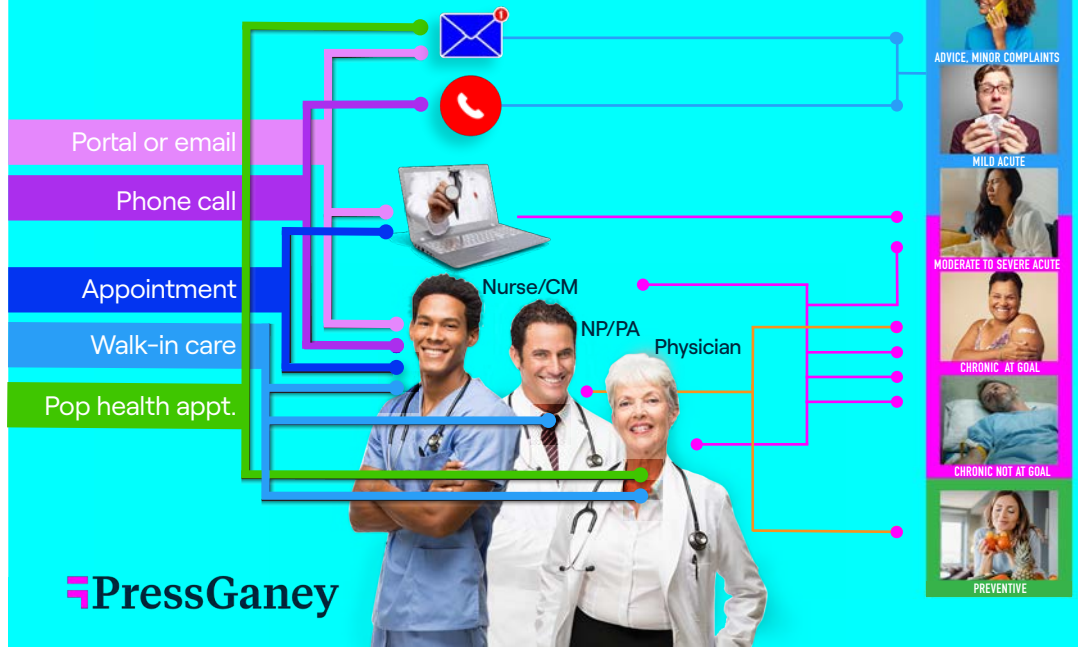 1
ADVICE, MINOR COMPLAINTS
MILD ACUTE
Portal or email
Phone call
MODERATE TO SEVERE ACUTE
Appointment
Nurse/CM
NP/PA
Walk-in care
Physician
CHRONIC AT GOAL
Pop health appt.
CHRONIC NOT AT GOAL
PressGaney
PREVENTIVE